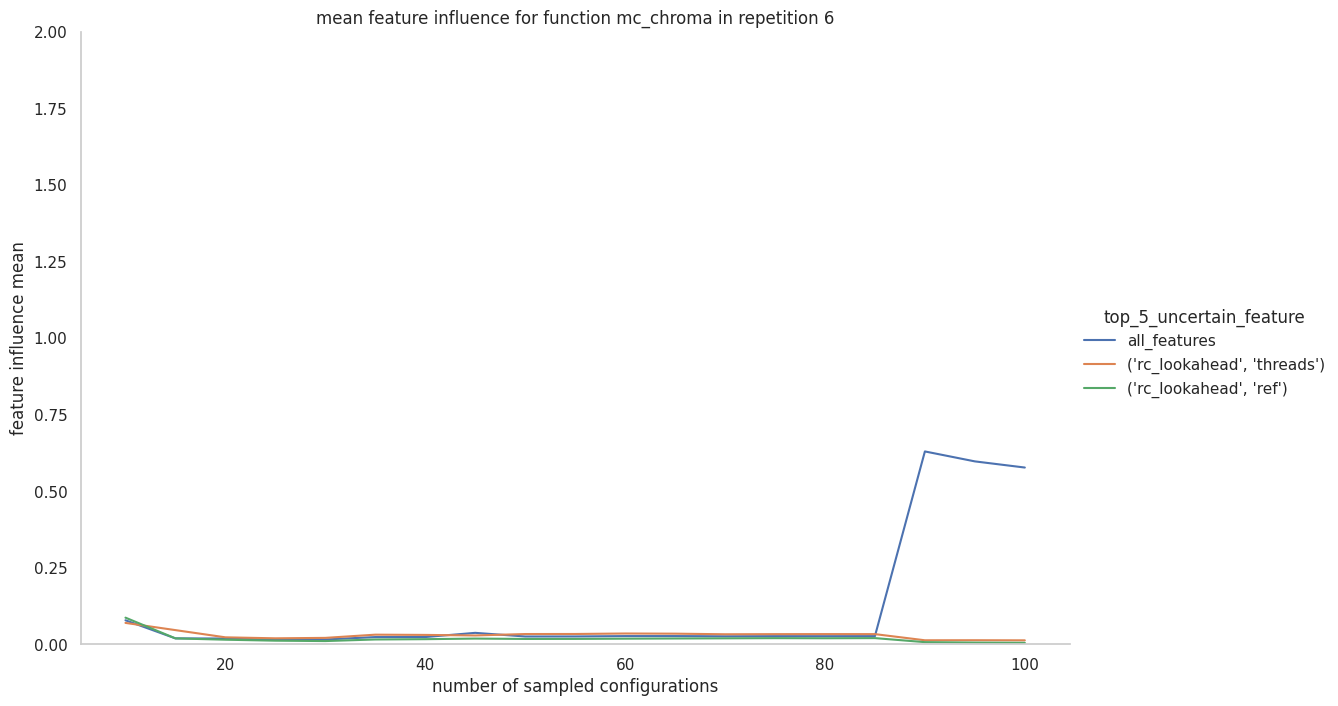 mean feature influence for function mc_chroma in repetition 6
2.00
1.75
1.50
1.25
1.00
0.75
0.50
0.25
0.00
feature influence mean
20
40
60
80
100
number of sampled configurations
top_5_uncertain_feature
all_features
('rc_lookahead', 'threads')
('rc_lookahead', 'ref')